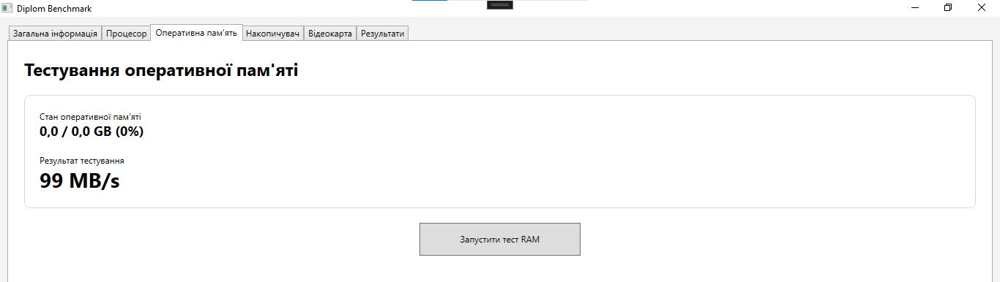 Diplom Benchmark
Загальна інформація Процесор Оперативна пам'ять Накопичувач Відеокарта Результати
Тестування оперативної пам'яті
Стан оперативної пам'яті
0,0 / 0,0 GB (0%)
Результат тестування
99 MB/s
Запустити тест RAM